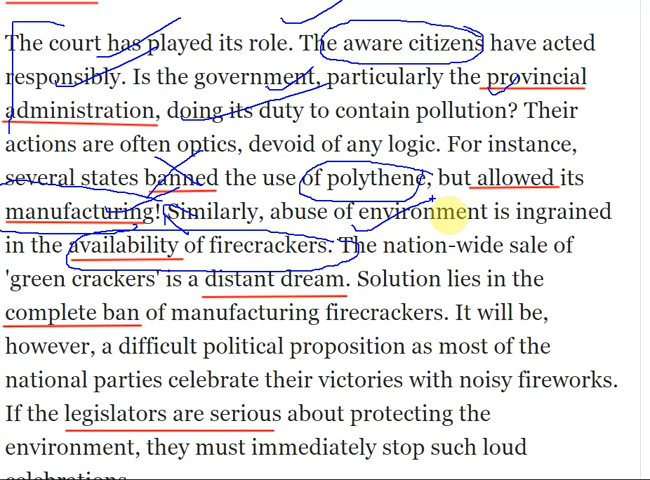 The court has played its role. The aware citizens have acted
responsibly. Is the government, particularly the provincial
administration, doing its duty to contain pollution? Their
actions are often optics, devoid of any logic. For instance,
several states banned the use of polythene, but allowed its
manufacturing! Similarly, abuse of environment is ingrained
in the availability of firecrackers. The nation-wide sale of
'green crackers' is a distant dream. Solution lies in the
complete ban of manufacturing firecrackers. It will be,
however, a difficult political proposition as most of the
national parties celebrate their victories with noisy fireworks.
If the legislators are serious about protecting the
environment, they must immediately stop such loud
celebrations.